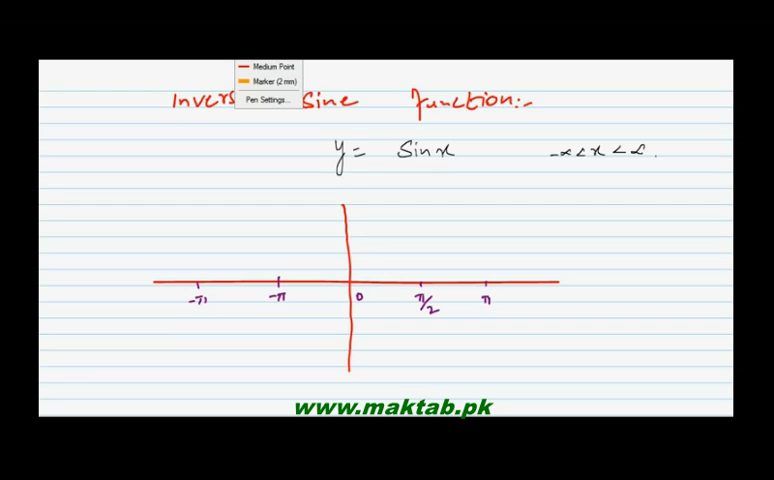 Medium Point
Marker (2 mm)
Pen Settings...
Invers Sine Function:-
y = Sin x -∞ < x < ∞.
-π -π 0 π/2 π
www.maktab.pk